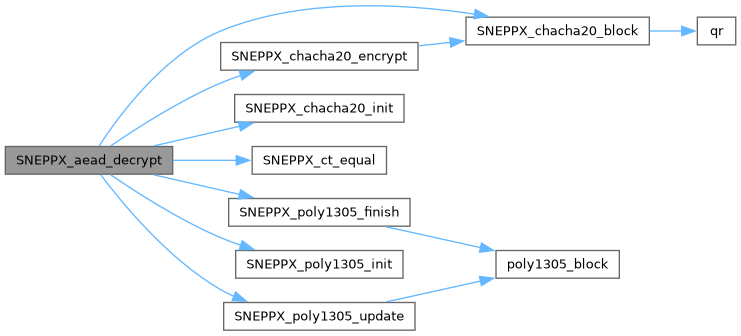 SNEPPX_aead_decrypt
SNEPPX_chacha20_block
qr
SNEPPX_chacha20_encrypt
SNEPPX_chacha20_init
SNEPPX_ct_equal
SNEPPX_poly1305_finish
poly1305_block
SNEPPX_poly1305_init
SNEPPX_poly1305_update